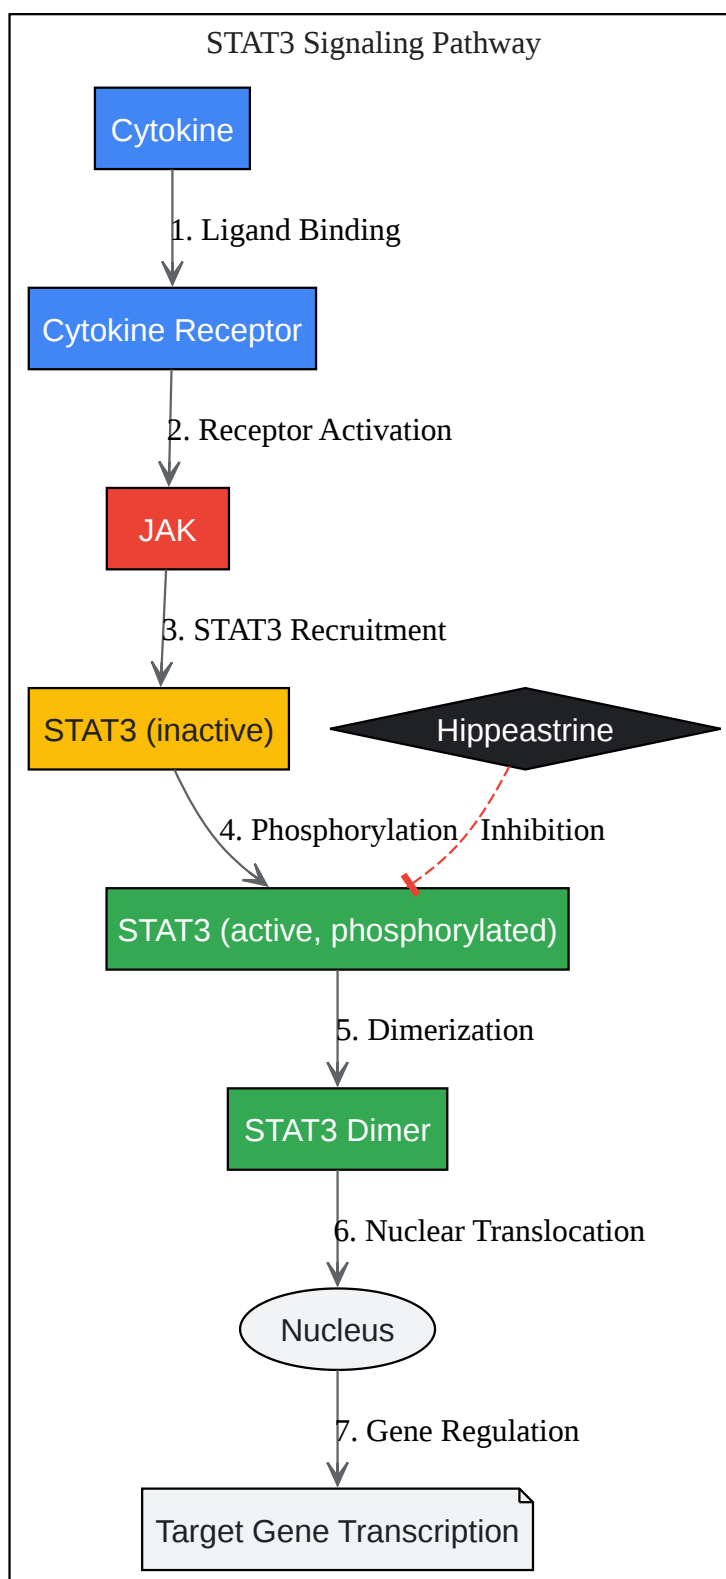 STAT3 Signaling Pathway
Cytokine
1. Ligand Binding
Cytokine Receptor
2. Receptor Activation
JAK
3. STAT3 Recruitment
STAT3 (inactive)
Hippeastrine
4. Phosphorylation
Inhibition
STAT3 (active, phosphorylated)
5. Dimerization
STAT3 Dimer
6. Nuclear Translocation
Nucleus
7. Gene Regulation
Target Gene Transcription